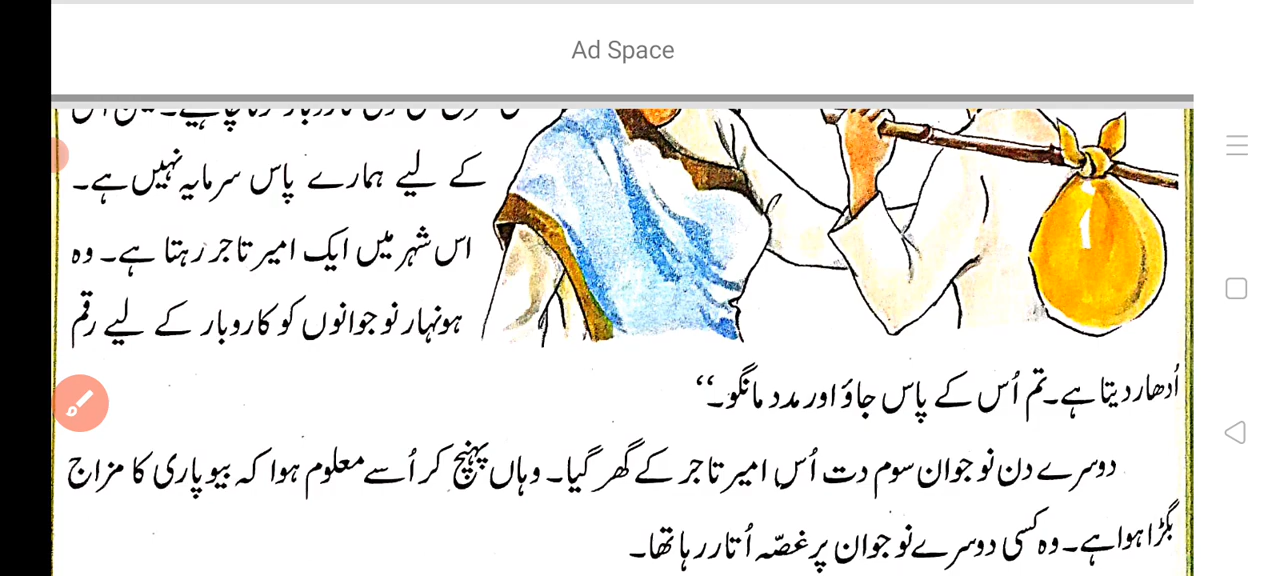 Ad Space
کے لیے ہمارے پاس سرمایہ نہیں ہے۔
اس شہر میں ایک امیر تاجر رہتا ہے۔ وہ
ہونہار نوجوانوں کو کاروبار کے لیے رقم
اُدھار دیتا ہے۔ تم اُس کے پاس جاؤ اور مدد مانگو۔‘‘
دوسرے دن نوجوان سوم دت اُس امیر تاجر کے گھر گیا۔ وہاں پہنچ کر اُسے معلوم ہوا کہ بیوپاری کا مزاج
بگڑا ہوا ہے۔ وہ کسی دوسرے نوجوان پر غصّہ اُتار رہا تھا۔